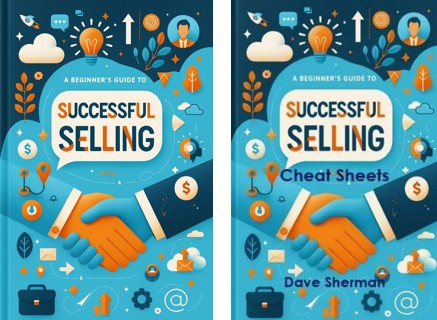 A BEGINNER'S GUIDE TO
SUCCESSFUL
SELLING
$
$
@
A BEGINNER'S GUIDE TO
SUCCESSFUL
SELLING
Cheat Sheets
$
$
Dave Sherman
@